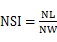 NSI = NL/NW